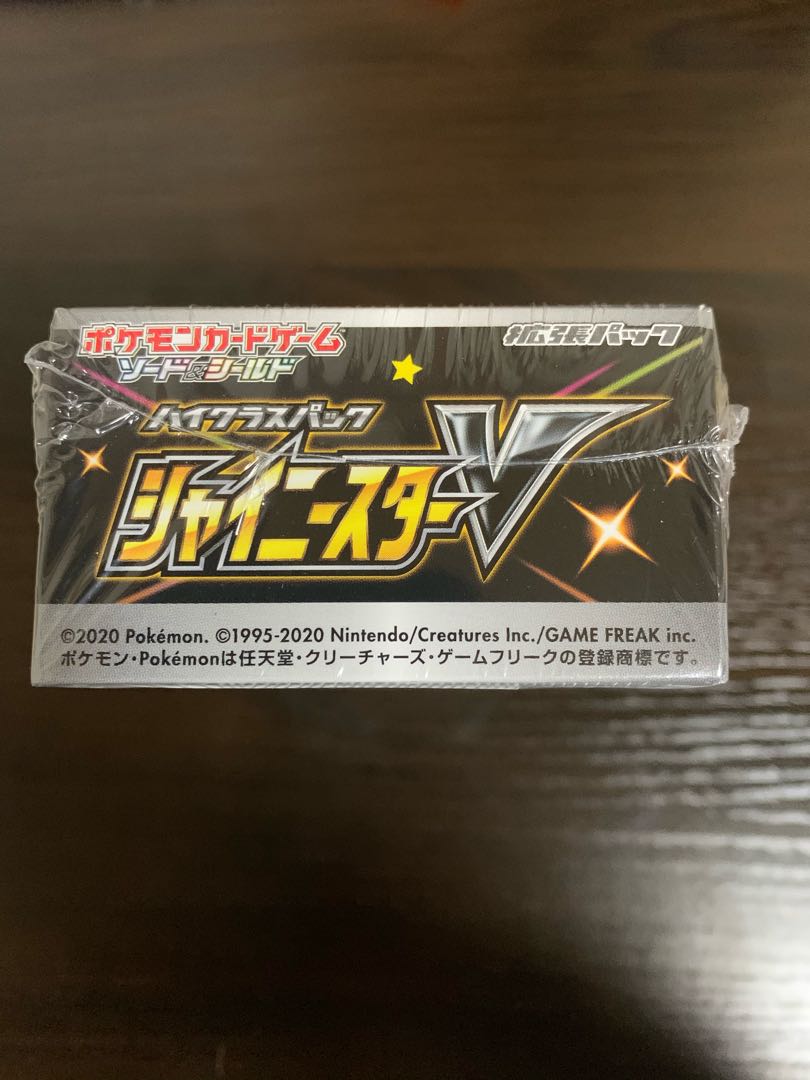 ポケモンカードゲーム 拡張パック
ソード&シールド
ハイクラスパック
シャイニースターV
©2020 Pokémon. ©1995-2020 Nintendo/Creatures Inc./GAME FREAK inc.
ポケモン・Pokémonは任天堂・クリーチャーズ・ゲームフリークの登録商標です。